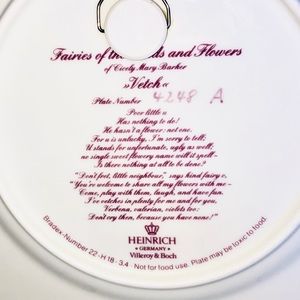 Fairies of the Fields and Flowers
of Cicely Mary Barker
»Vetch«
Plate Number 4248 A
Poor little u
Has nothing to do!
He hasn't a flower: not one.
For u is unlucky, I'm sorry to tell;
U stands for unfortunate, ugly as well;
no single sweet flowery name will it spell-
Is there nothing at all to be done?
"Don't fret, little neighbour," says kind fairy v,
"You're welcome to share all my flowers with me -
Come, play with them, laugh, and have fun.
I've vetches in plenty for me and for you,
Verbena, valerian, violets too:
Don't cry then, because you've not one."
HEINRICH
GERMANY
Villeroy & Boch
Bradex-Number 22-H18-3.4 · Not for food use. Plate may be toxic to food.